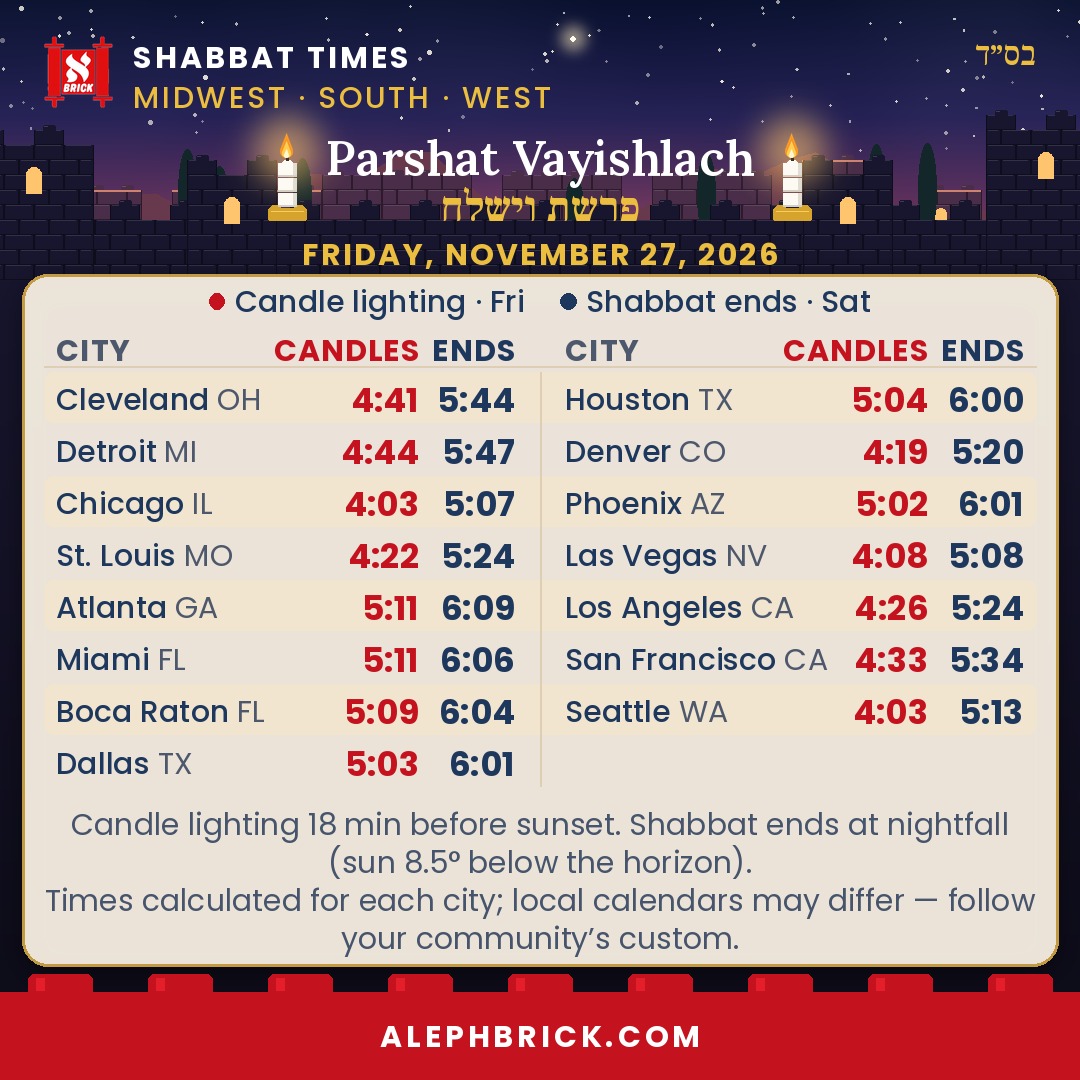 א
BRICK
SHABBAT TIMES
MIDWEST · SOUTH · WEST
בס״ד
Parshat Vayishlach
פרשת וישלח
FRIDAY, NOVEMBER 27, 2026
Candle lighting · Fri Shabbat ends · Sat
CITY CANDLES ENDS CITY CANDLES ENDS
Cleveland OH 4:41 5:44 Houston TX 5:04 6:00
Detroit MI 4:44 5:47 Denver CO 4:19 5:20
Chicago IL 4:03 5:07 Phoenix AZ 5:02 6:01
St. Louis MO 4:22 5:24 Las Vegas NV 4:08 5:08
Atlanta GA 5:11 6:09 Los Angeles CA 4:26 5:24
Miami FL 5:11 6:06 San Francisco CA 4:33 5:34
Boca Raton FL 5:09 6:04 Seattle WA 4:03 5:13
Dallas TX 5:03 6:01
Candle lighting 18 min before sunset. Shabbat ends at nightfall
(sun 8.5° below the horizon).
Times calculated for each city; local calendars may differ — follow
your community’s custom.
ALEPHBRICK.COM